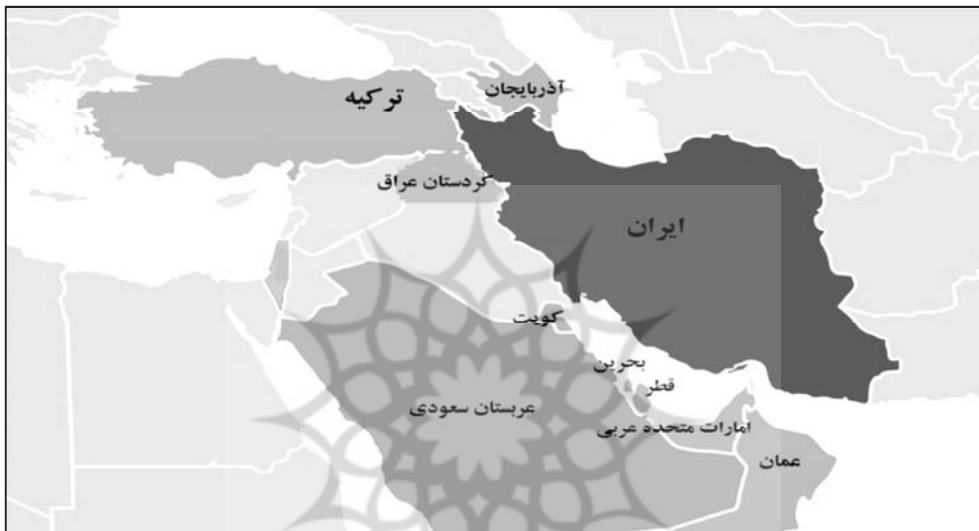 آذربایجان
ترکیه
کردستان عراق
ایران
کویت
بحرین
قطر
عربستان سعودی
امارات متحده عربی
عمان